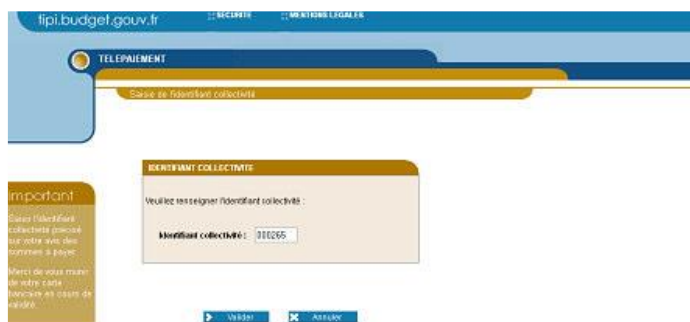 tipi.budget.gouv.fr
:: SECURITE :: MENTIONS LEGALES
TELEPAIEMENT
Saisie de l'identifiant collectivité
IDENTIFIANT COLLECTIVITE
Veuillez renseigner l'identifiant collectivité :
Identifiant collectivité : 000265
important
Saisir l'identifiant
collectivité précisé
sur votre avis des
sommes à payer.
Merci de vous munir
de votre carte
bancaire en cours de
validité.
Valider Annuler